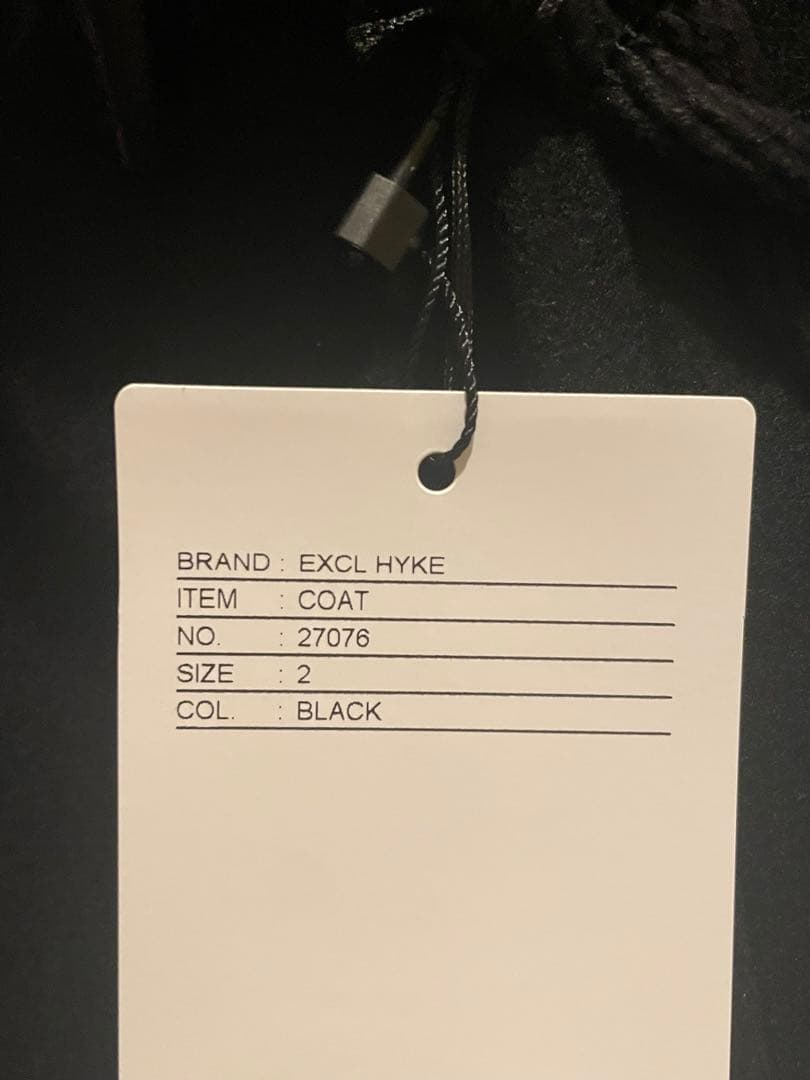 BRAND : EXCL HYKE
ITEM : COAT
NO. : 27076
SIZE : 2
COL. : BLACK